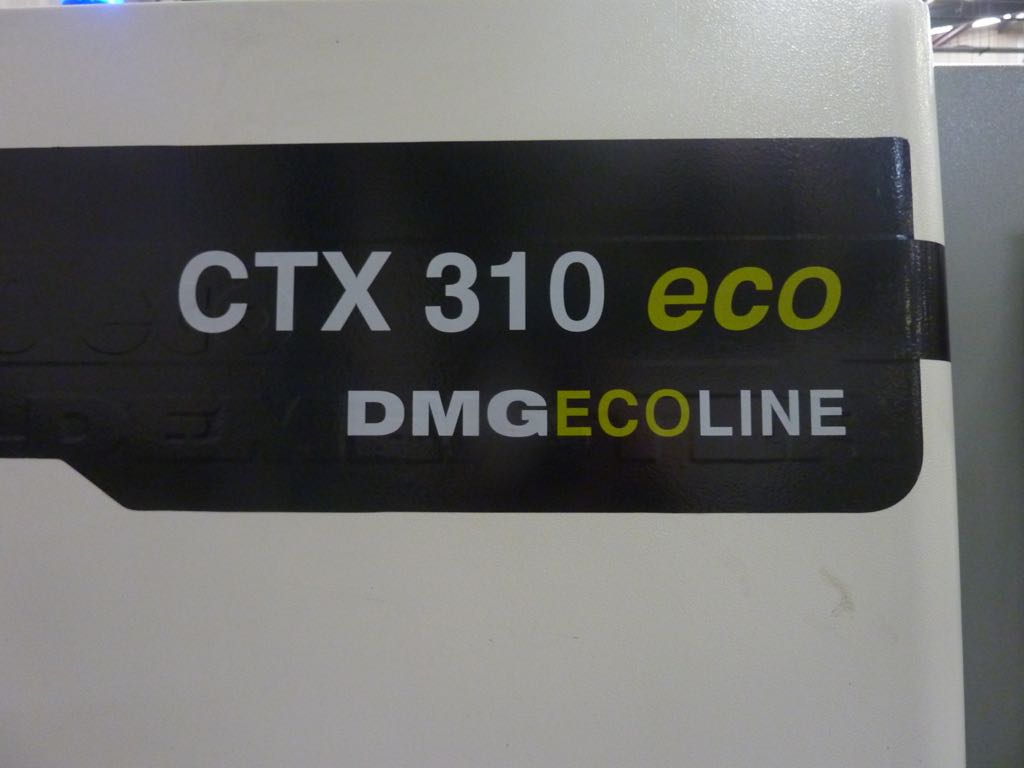 CTX 310 eco
DMGECOLINE